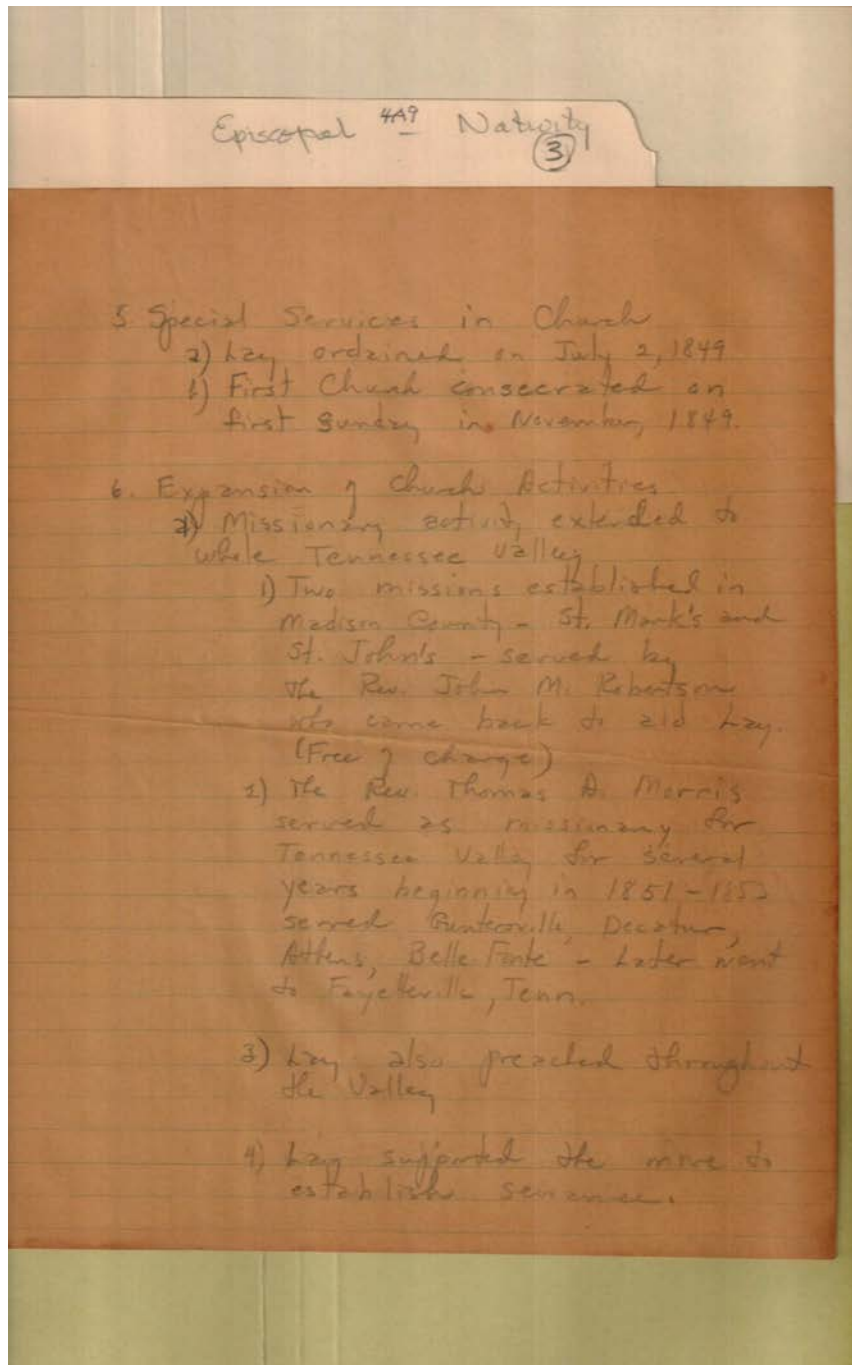 Episcopal 4A9 Nativity
3
5 Special Services in Church
a) Lay ordained on July 2, 1849
b) First Church consecrated on
first Sunday in November, 1849.
6. Expansion of Church Activities
a) Missionary activity extended to
whole Tennessee Valley
1) Two missions established in
Madison County - St. Mark's and
St. John's - served by
the Rev. John M. Robertson
who came back to aid Lay.
(Free of charge)
2) The Rev. Thomas A. Morris
served as missionary for
Tennessee Valley for several
years beginning in 1851 -
served Guntersville, Decatur,
Athens, Belle Fonte - Later went
to Fayetteville, Tenn.
3) Lay also preached throughout
the Valley
4) Lay supported the move to
establish Sewanee.